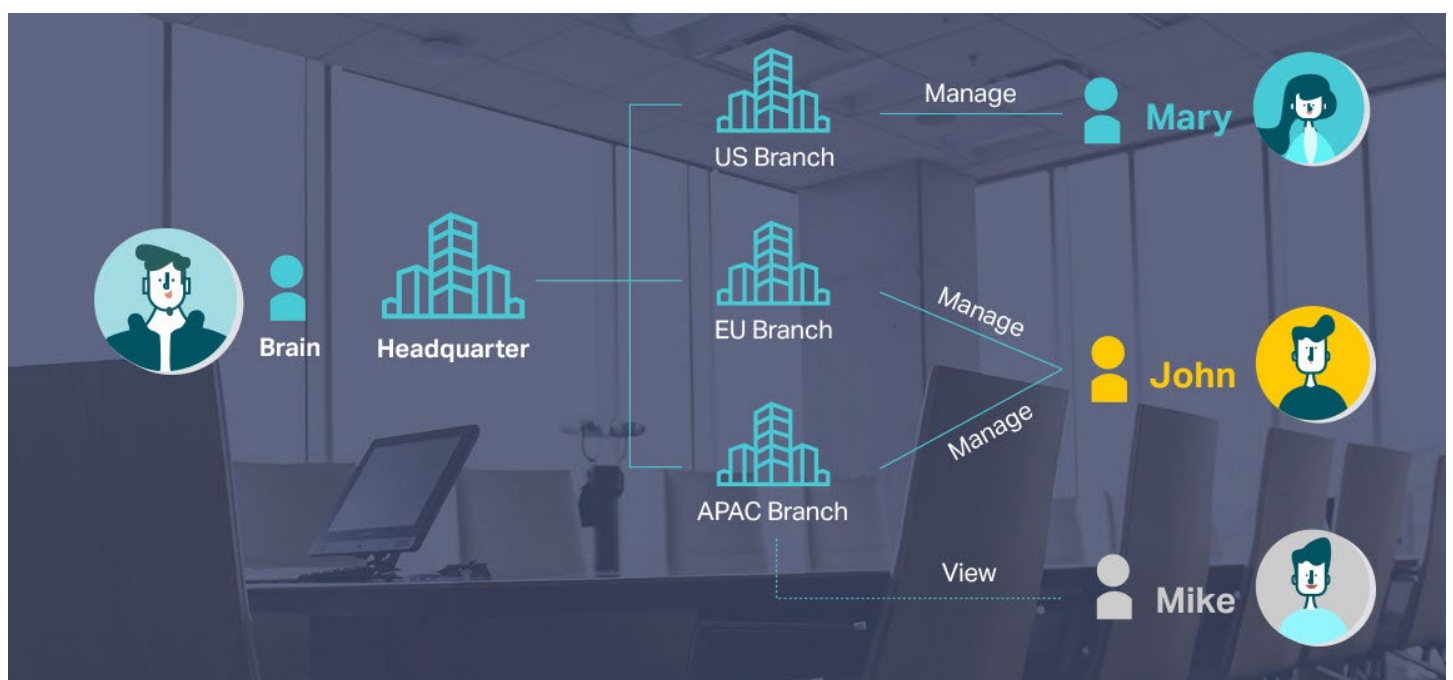 US Branch
Manage
Mary
Brain
Headquarter
EU Branch
Manage
John
Manage
APAC Branch
View
Mike